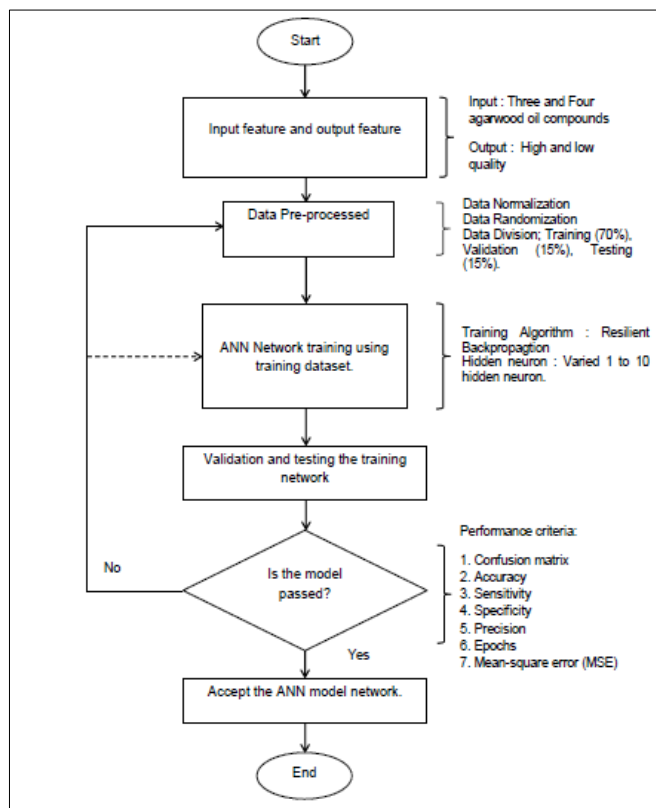 Start
Input feature and output feature
Input : Three and Four
agarwood oil compounds
Output : High and low
quality
Data Pre-processed
Data Normalization
Data Randomization
Data Division; Training (70%),
Validation (15%), Testing
(15%).
ANN Network training using
training dataset.
Training Algorithm : Resilient
Backpropagtion
Hidden neuron : Varied 1 to 10
hidden neuron.
Validation and testing the training
network
Is the model
passed?
No
Yes
Performance criteria:
1. Confusion matrix
2. Accuracy
3. Sensitivity
4. Specificity
5. Precision
6. Epochs
7. Mean-square error (MSE)
Accept the ANN model network.
End